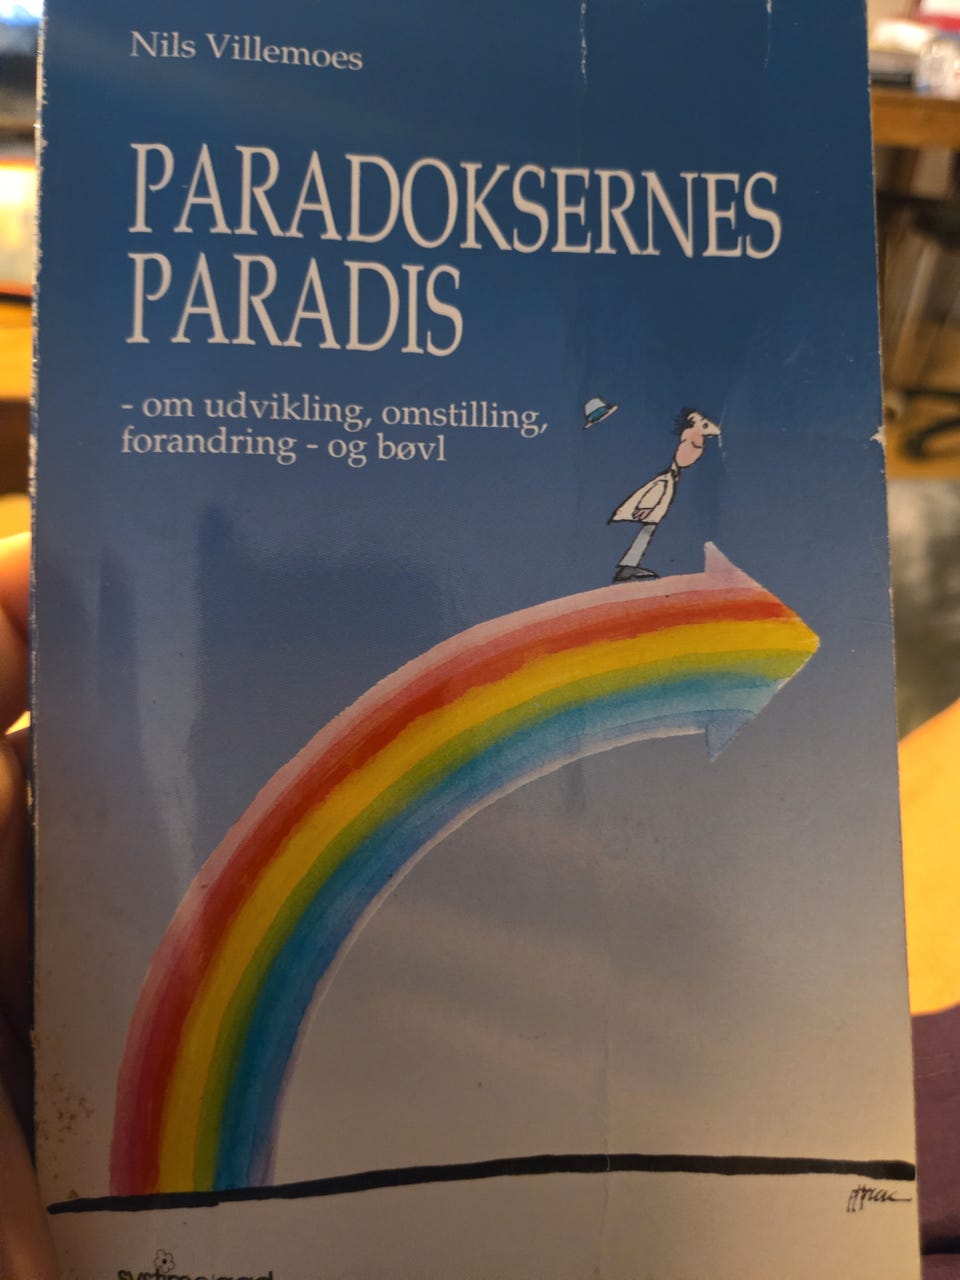 Nils Villemoes
PARADOKSERNES
PARADIS
- om udvikling, omstilling,
forandring - og bøvl